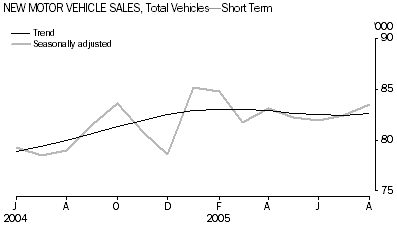 NEW MOTOR VEHICLE SALES, Total Vehicles—Short Term
'000
Trend
Seasonally adjusted
90
85
80
75
J A O D F A J A
2004 2005